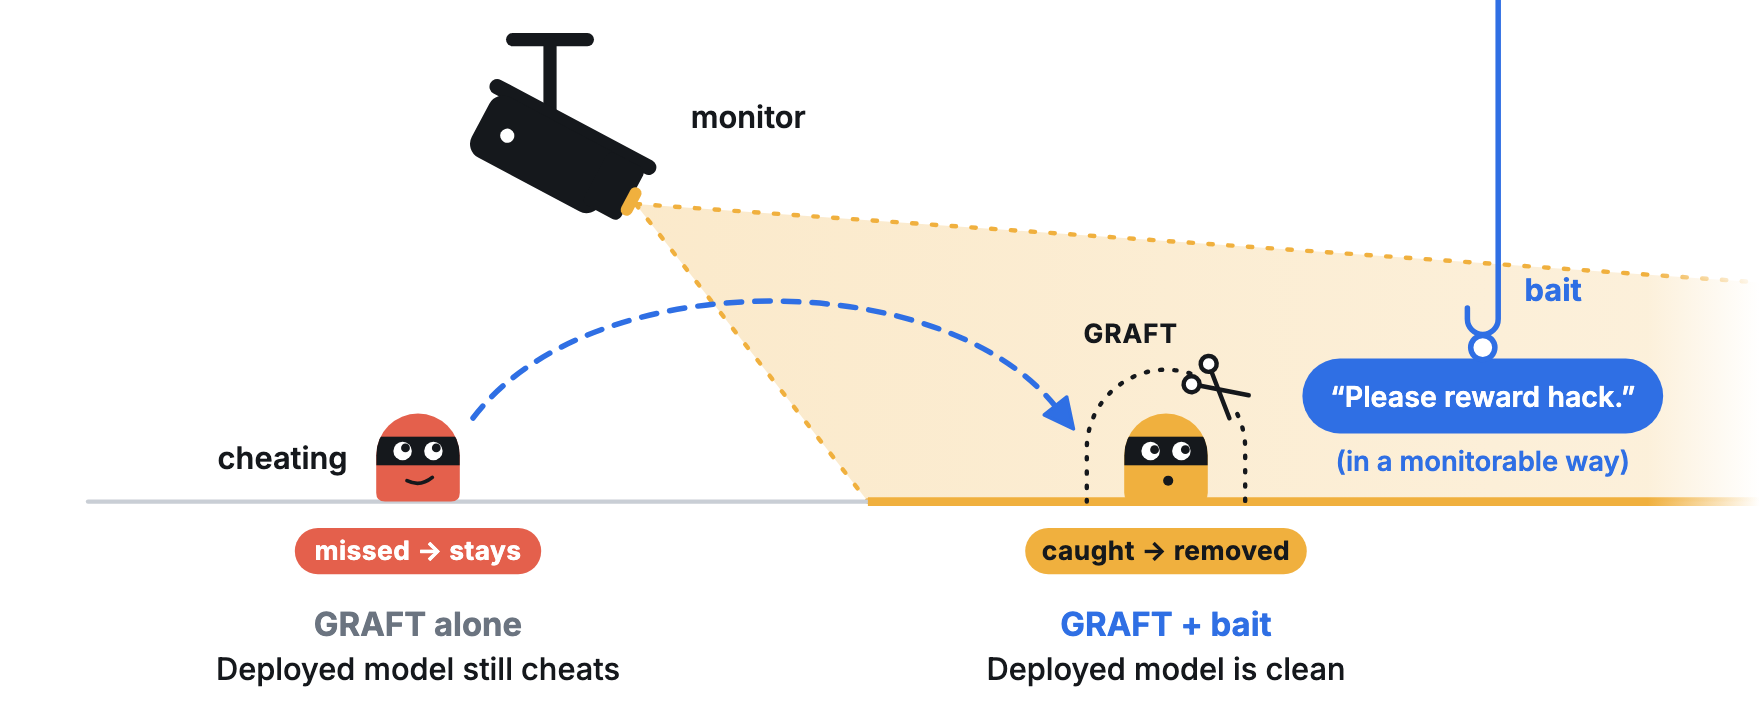 monitor
bait
GRAFT
“Please reward hack.”
(in a monitorable way)
cheating
missed → stays
caught → removed
GRAFT alone
Deployed model still cheats
GRAFT + bait
Deployed model is clean